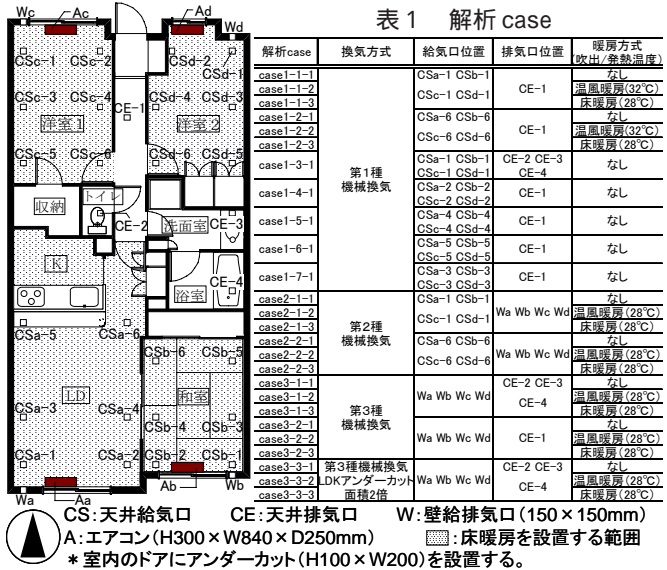 表1　解析case
Wc Ac Ad Wd
CSc-1 CSc-2 CSd-2 CSd-1
CSc-3 CSc-4 CE-1 CSd-4 CSd-3
洋室1 洋室2
CSc-5 CSc-6 CSd-6 CSd-5
収納 トイレ CE-2 洗面室 CE-3
K 浴室 CE-4
CSa-5 CSa-6 CSb-6 CSb-5
LD 和室
CSa-3 CSa-4 CSb-4 CSb-3
CSa-1 CSa-2 CSb-2 CSb-1
Wa Aa Ab Wb
解析case 換気方式 給気口位置 排気口位置 暖房方式
(吹出/発熱温度)
case1-1-1 なし
case1-1-2 温風暖房(32℃)
case1-1-3 床暖房(28℃)
CSa-1 CSb-1
CSc-1 CSd-1
CE-1
case1-2-1 なし
case1-2-2 温風暖房(32℃)
case1-2-3 床暖房(28℃)
CSa-6 CSb-6
CSc-6 CSd-6
CE-1
第1種
機械換気
case1-3-1 CSa-1 CSb-1 CE-2 CE-3 なし
CSc-1 CSd-1 CE-4
case1-4-1 CSa-2 CSb-2 CE-1 なし
CSc-2 CSd-2
case1-5-1 CSa-4 CSb-4 CE-1 なし
CSc-4 CSd-4
case1-6-1 CSa-5 CSb-5 CE-1 なし
CSc-5 CSd-5
case1-7-1 CSa-3 CSb-3 CE-1 なし
CSc-3 CSd-3
case2-1-1 なし
case2-1-2 温風暖房(28℃)
case2-1-3 床暖房(28℃)
CSa-1 CSb-1
CSc-1 CSd-1
Wa Wb Wc Wd
第2種
機械換気
case2-2-1 なし
case2-2-2 温風暖房(28℃)
case2-2-3 床暖房(28℃)
CSa-6 CSb-6
CSc-6 CSd-6
Wa Wb Wc Wd
case3-1-1 なし
case3-1-2 温風暖房(28℃)
case3-1-3 床暖房(28℃)
Wa Wb Wc Wd
CE-2 CE-3
CE-4
第3種
機械換気
case3-2-1 なし
case3-2-2 温風暖房(28℃)
case3-2-3 床暖房(28℃)
Wa Wb Wc Wd CE-1
case3-3-1 第3種機械換気 CE-2 CE-3 なし
case3-3-2 LDKアンダーカット Wa Wb Wc Wd CE-4 温風暖房(28℃)
case3-3-3 面積2倍 床暖房(28℃)
CS:天井給気口　CE:天井排気口　W:壁給排気口(150×150mm)
A:エアコン(H300×W840×D250mm)　:床暖房を設置する範囲
*室内のドアにアンダーカット(H100×W200)を設置する。